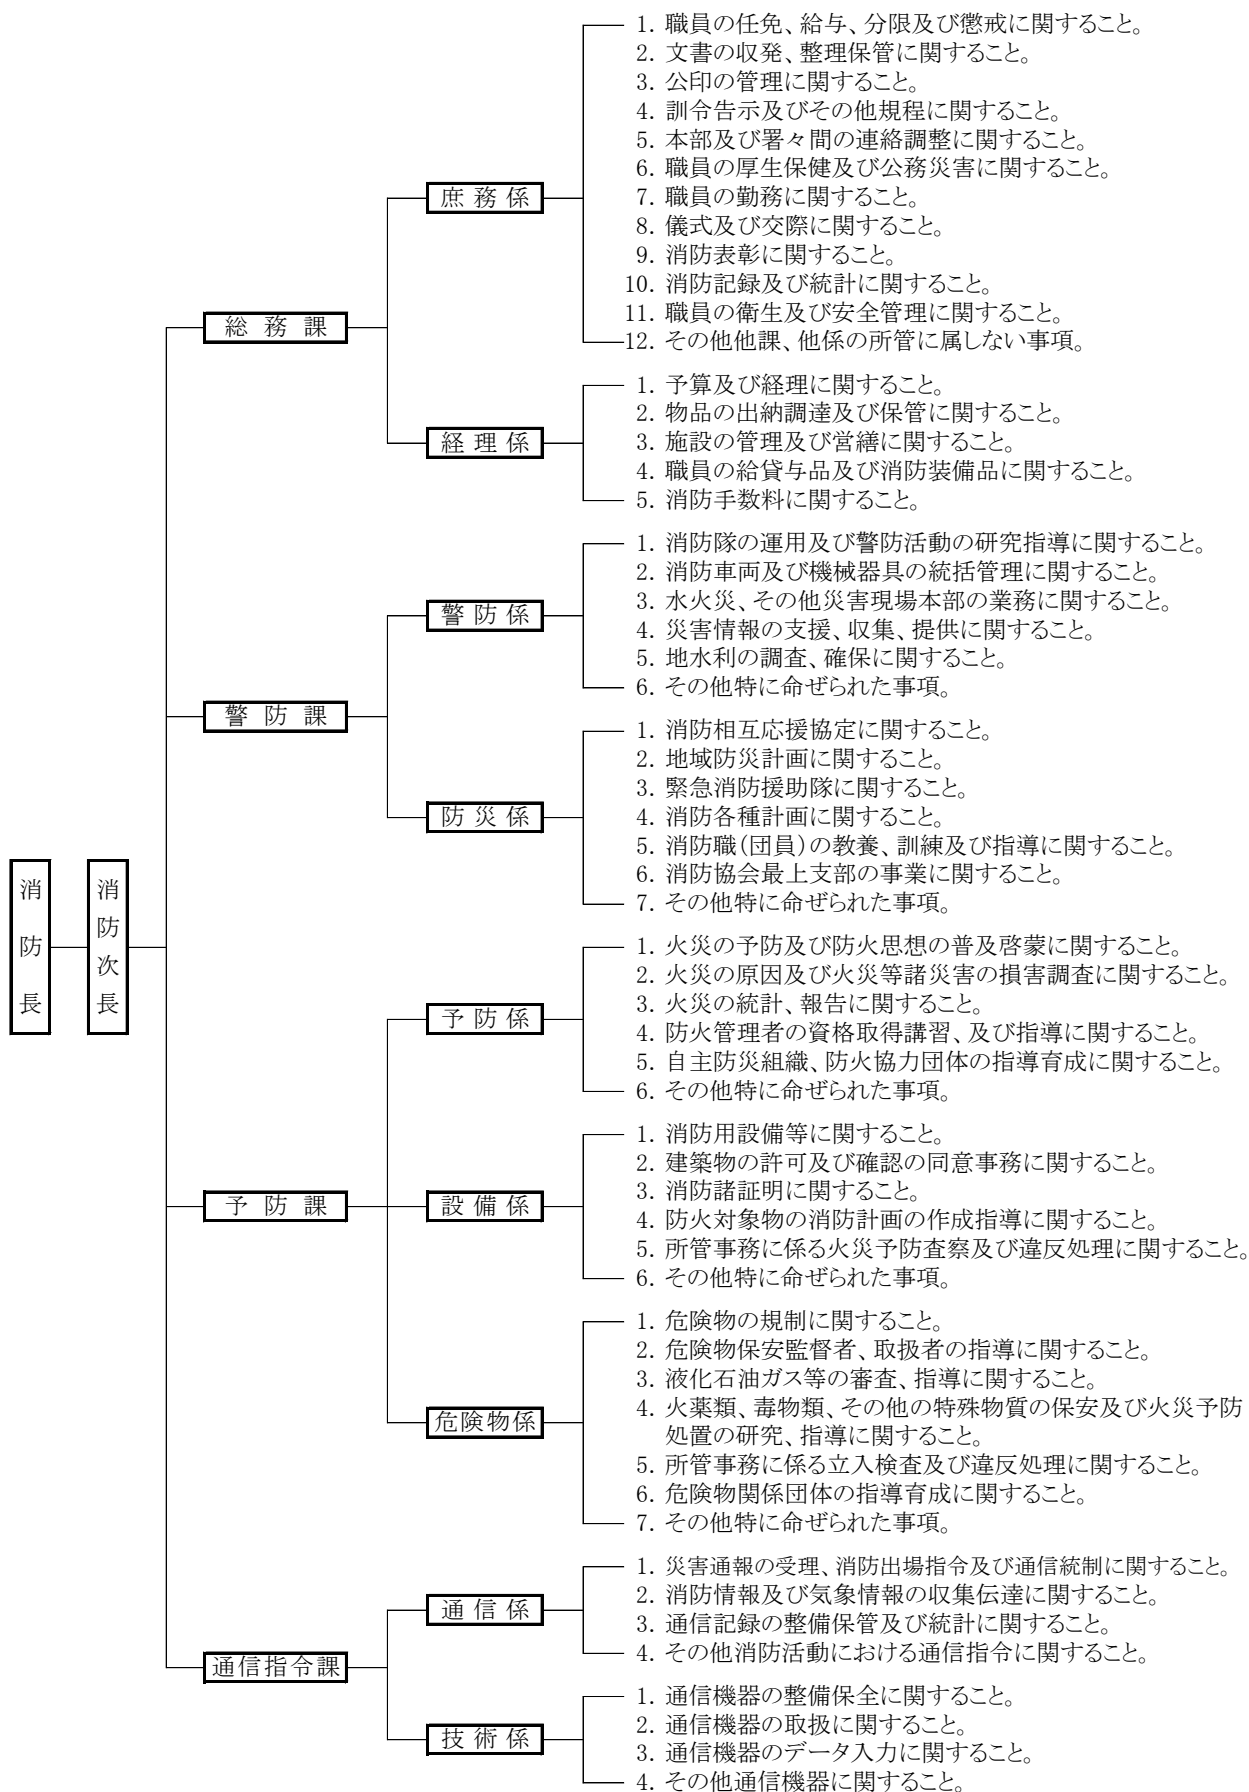 消防長
消防次長
総務課
庶務係
1. 職員の任免、給与、分限及び懲戒に関すること。
2. 文書の収発、整理保管に関すること。
3. 公印の管理に関すること。
4. 訓令告示及びその他規程に関すること。
5. 本部及び署々間の連絡調整に関すること。
6. 職員の厚生保健及び公務災害に関すること。
7. 職員の勤務に関すること。
8. 儀式及び交際に関すること。
9. 消防表彰に関すること。
10. 消防記録及び統計に関すること。
11. 職員の衛生及び安全管理に関すること。
12. その他他課、他係の所管に属しない事項。
経理係
1. 予算及び経理に関すること。
2. 物品の出納調達及び保管に関すること。
3. 施設の管理及び営繕に関すること。
4. 職員の給貸与品及び消防装備品に関すること。
5. 消防手数料に関すること。
警防課
警防係
1. 消防隊の運用及び警防活動の研究指導に関すること。
2. 消防車両及び機械器具の統括管理に関すること。
3. 水火災、その他災害現場本部の業務に関すること。
4. 災害情報の支援、収集、提供に関すること。
5. 地水利の調査、確保に関すること。
6. その他特に命ぜられた事項。
防災係
1. 消防相互応援協定に関すること。
2. 地域防災計画に関すること。
3. 緊急消防援助隊に関すること。
4. 消防各種計画に関すること。
5. 消防職(団員)の教養、訓練及び指導に関すること。
6. 消防協会最上支部の事業に関すること。
7. その他特に命ぜられた事項。
予防課
予防係
1. 火災の予防及び防火思想の普及啓蒙に関すること。
2. 火災の原因及び火災等諸災害の損害調査に関すること。
3. 火災の統計、報告に関すること。
4. 防火管理者の資格取得講習、及び指導に関すること。
5. 自主防災組織、防火協力団体の指導育成に関すること。
6. その他特に命ぜられた事項。
設備係
1. 消防用設備等に関すること。
2. 建築物の許可及び確認の同意事務に関すること。
3. 消防諸証明に関すること。
4. 防火対象物の消防計画の作成指導に関すること。
5. 所管事務に係る火災予防査察及び違反処理に関すること。
6. その他特に命ぜられた事項。
危険物係
1. 危険物の規制に関すること。
2. 危険物保安監督者、取扱者の指導に関すること。
3. 液化石油ガス等の審査、指導に関すること。
4. 火薬類、毒物類、その他の特殊物質の保安及び火災予防
処置の研究、指導に関すること。
5. 所管事務に係る立入検査及び違反処理に関すること。
6. 危険物関係団体の指導育成に関すること。
7. その他特に命ぜられた事項。
通信指令課
通信係
1. 災害通報の受理、消防出場指令及び通信統制に関すること。
2. 消防情報及び気象情報の収集伝達に関すること。
3. 通信記録の整備保管及び統計に関すること。
4. その他消防活動における通信指令に関すること。
技術係
1. 通信機器の整備保全に関すること。
2. 通信機器の取扱に関すること。
3. 通信機器のデータ入力に関すること。
4. その他通信機器に関すること。